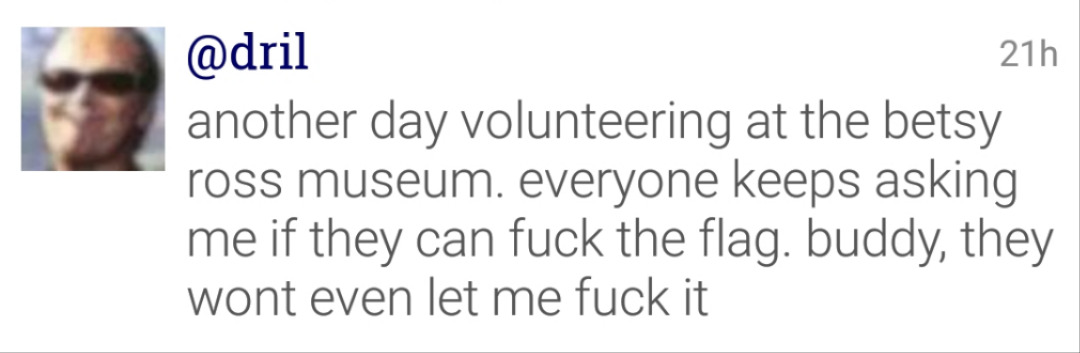 @dril 21h
another day volunteering at the betsy
ross museum. everyone keeps asking
me if they can fuck the flag. buddy, they
wont even let me fuck it